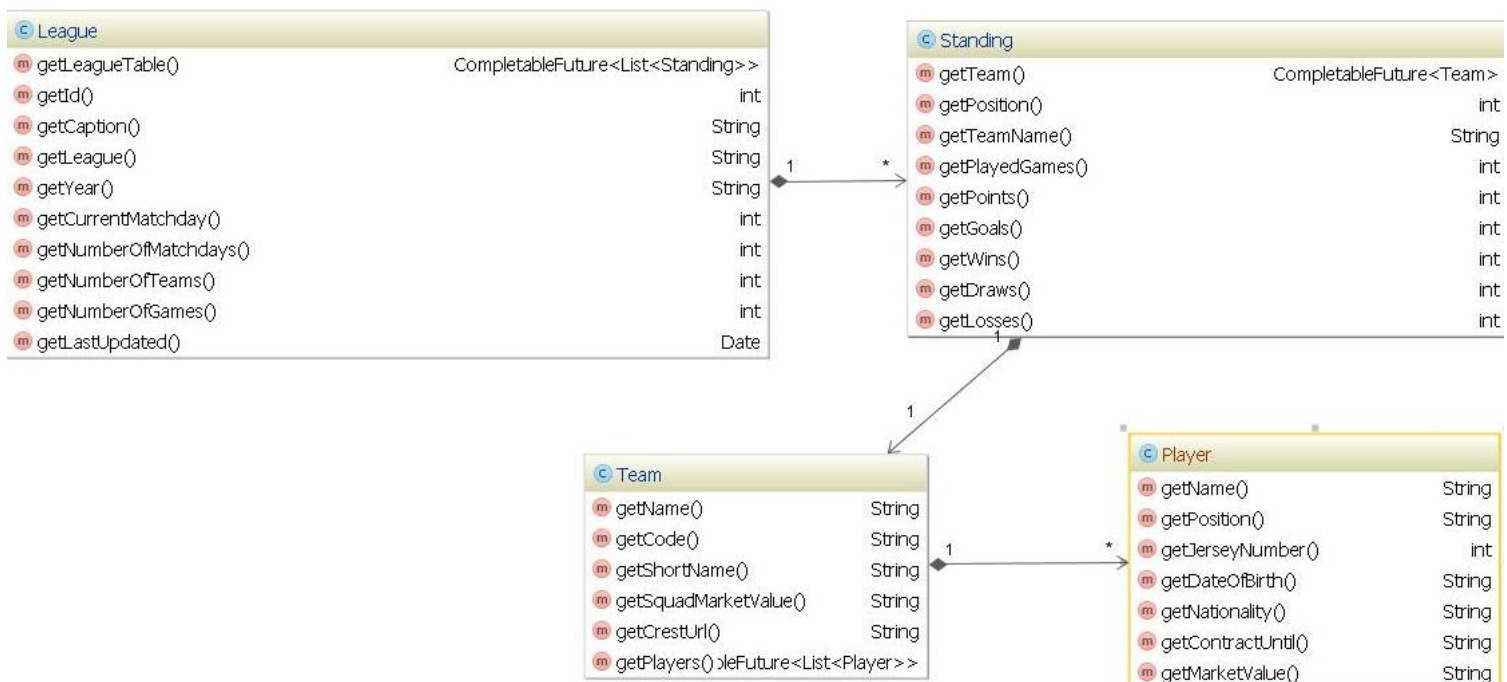 League
getLeagueTable() CompletableFuture<List<Standing>>
getId() int
getCaption() String
getLeague() String
getYear() String
getCurrentMatchday() int
getNumberOfMatchdays() int
getNumberOfTeams() int
getNumberOfGames() int
getLastUpdated() Date
1 *
Standing
getTeam() CompletableFuture<Team>
getPosition() int
getTeamName() String
getPlayedGames() int
getPoints() int
getGoals() int
getWins() int
getDraws() int
getLosses() int
1
1
Team
getName() String
getCode() String
getShortName() String
getSquadMarketValue() String
getCrestUrl() String
getPlayers() leFuture<List<Player>>
1 *
Player
getName() String
getPosition() String
getJerseyNumber() int
getDateOfBirth() String
getNationality() String
getContractUntil() String
getMarketValue() String